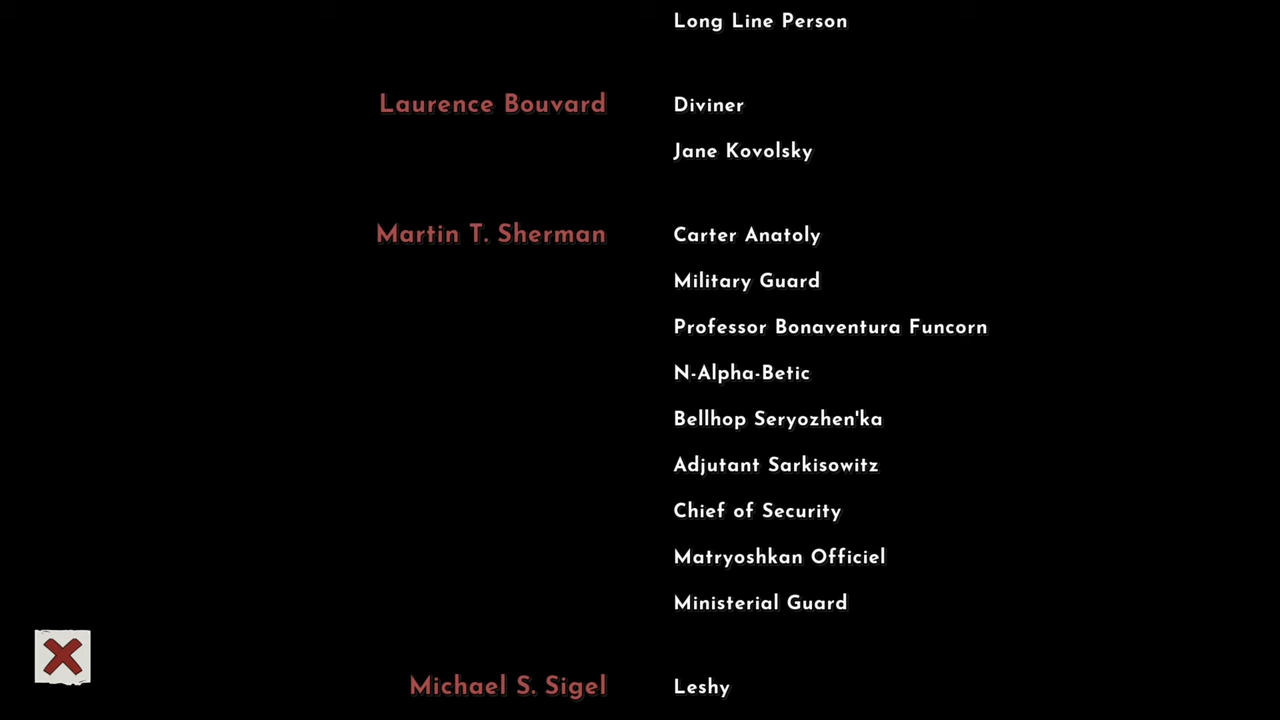 Long Line Person
Laurence Bouvard Diviner
Jane Kovolsky
Martin T. Sherman Carter Anatoly
Military Guard
Professor Bonaventura Funcorn
N-Alpha-Betic
Bellhop Seryozhen'ka
Adjutant Sarkisowitz
Chief of Security
Matryoshkan Officiel
Ministerial Guard
Michael S. Sigel Leshy